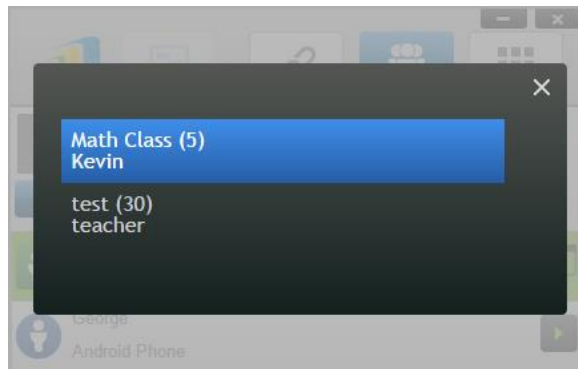 Math Class (5)
Kevin
test (30)
teacher
George
Android Phone